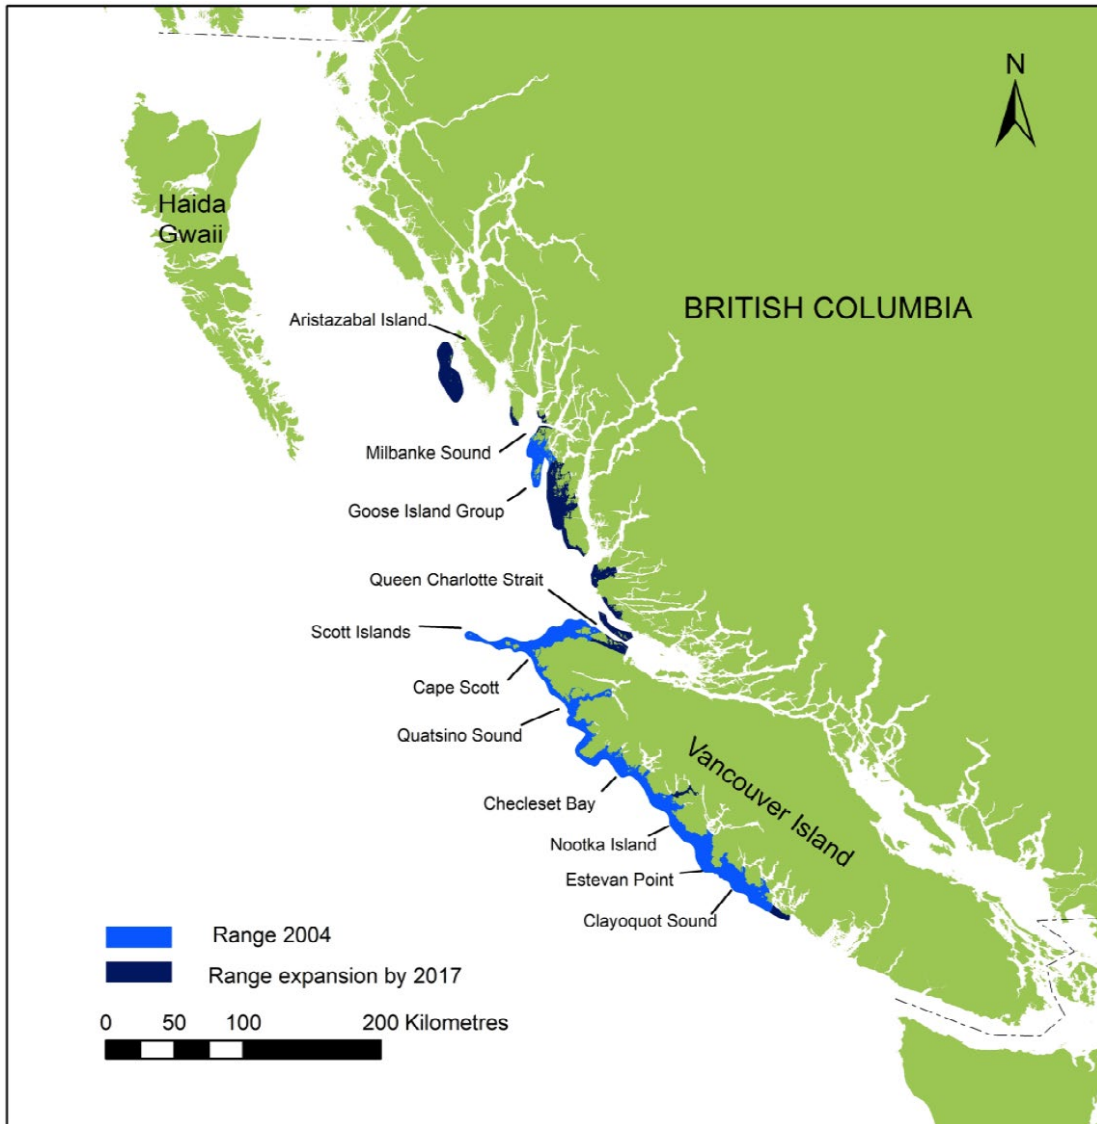 N
Haida
Gwaii
BRITISH COLUMBIA
Aristazabal Island
Milbanke Sound
Goose Island Group
Queen Charlotte Strait
Scott Islands
Cape Scott
Quatsino Sound
Vancouver Island
Checleset Bay
Nootka Island
Estevan Point
Clayoquot Sound
Range 2004
Range expansion by 2017
0 50 100 200 Kilometres